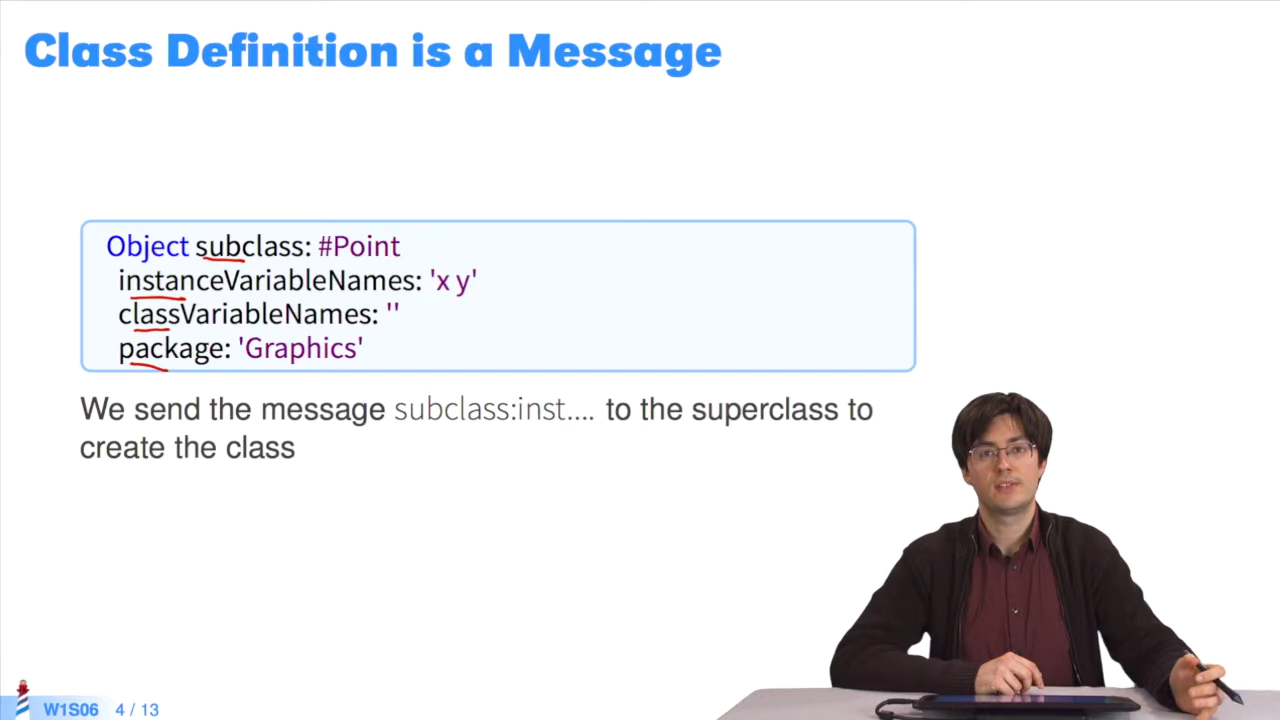 Class Definition is a Message
Object subclass: #Point
instanceVariableNames: 'x y'
classVariableNames: ''
package: 'Graphics'
We send the message subclass:inst.... to the superclass to
create the class
W1S06 4 / 13